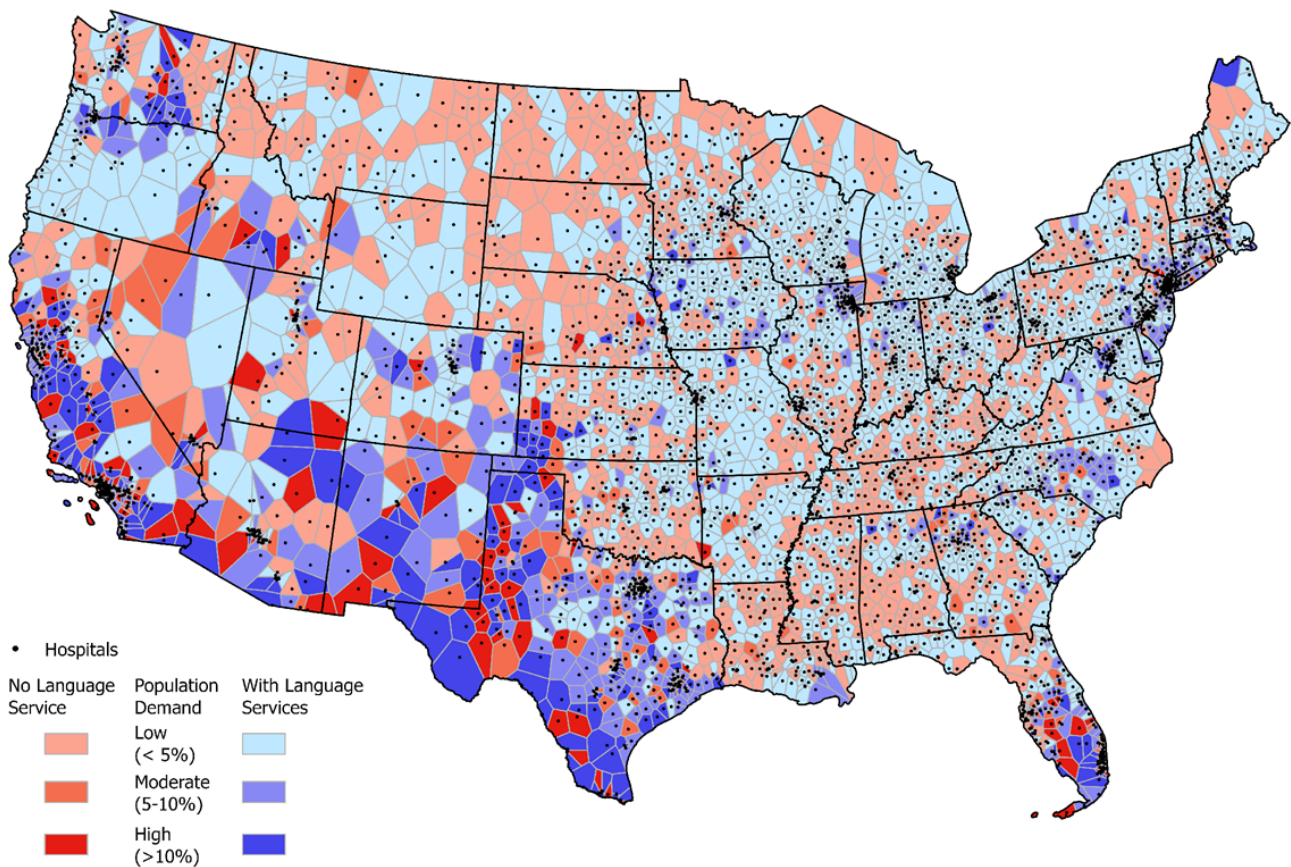 Hospitals
No Language Population With Language
Service Demand Services
Low
(< 5%)
Moderate
(5-10%)
High
(>10%)